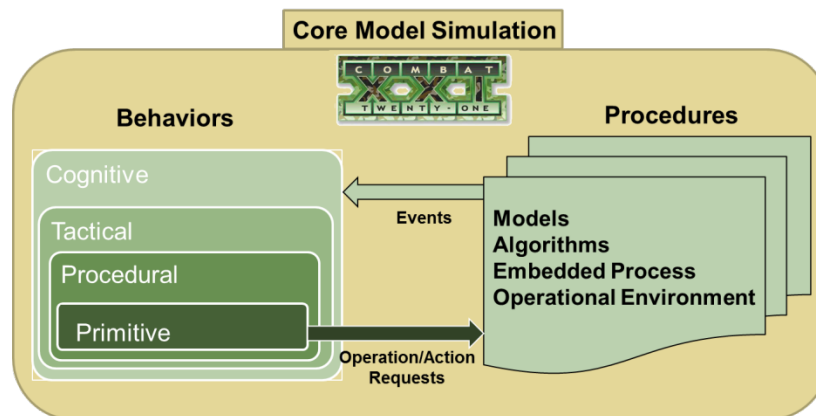 Core Model Simulation
COMBAT
XXI
TWENTY-ONE
Behaviors
Procedures
Cognitive
Tactical
Procedural
Primitive
Events
Operation/Action
Requests
Models
Algorithms
Embedded Process
Operational Environment